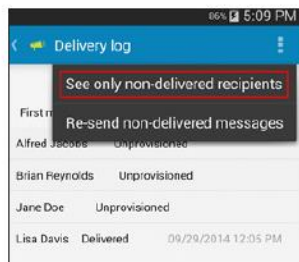 86% 5:09 PM
Delivery log
See only non-delivered recipients
First n
Re-send non-delivered messages
Alfred Jacobs Unprovisioned
Brian Reynolds Unprovisioned
Jane Doe Unprovisioned
Lisa Davis Delivered 09/29/2014 12:05 PM